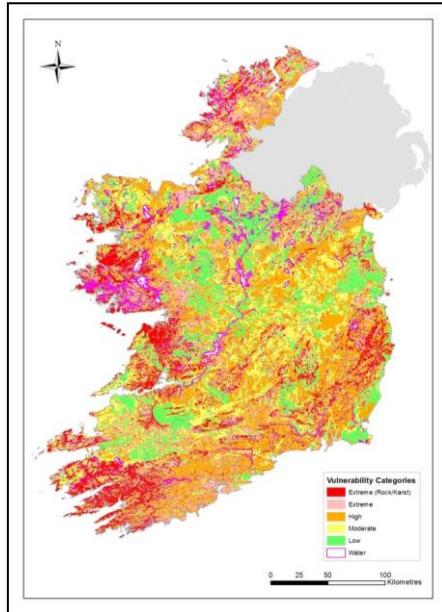 N
Vulnerability Categories
Extreme (Rock/Karst)
Extreme
High
Moderate
Low
Water
0 25 50 100
Kilometres